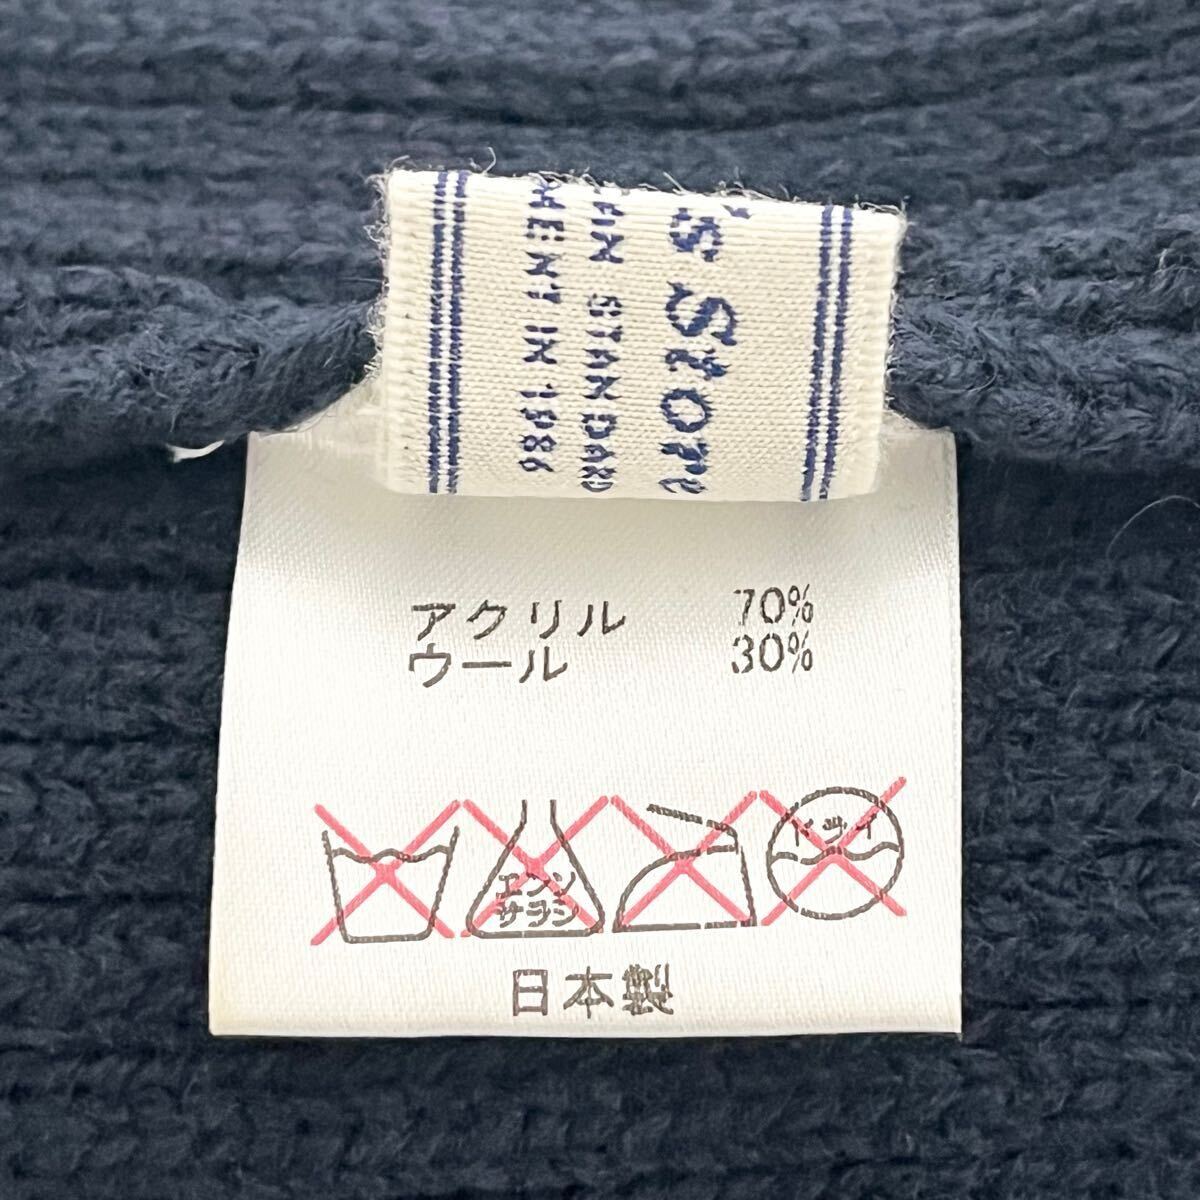 's Store
STANDARD
MENT IN 1986
アクリル 70%
ウール 30%
エンソ
サラシ
ドライ
日本製